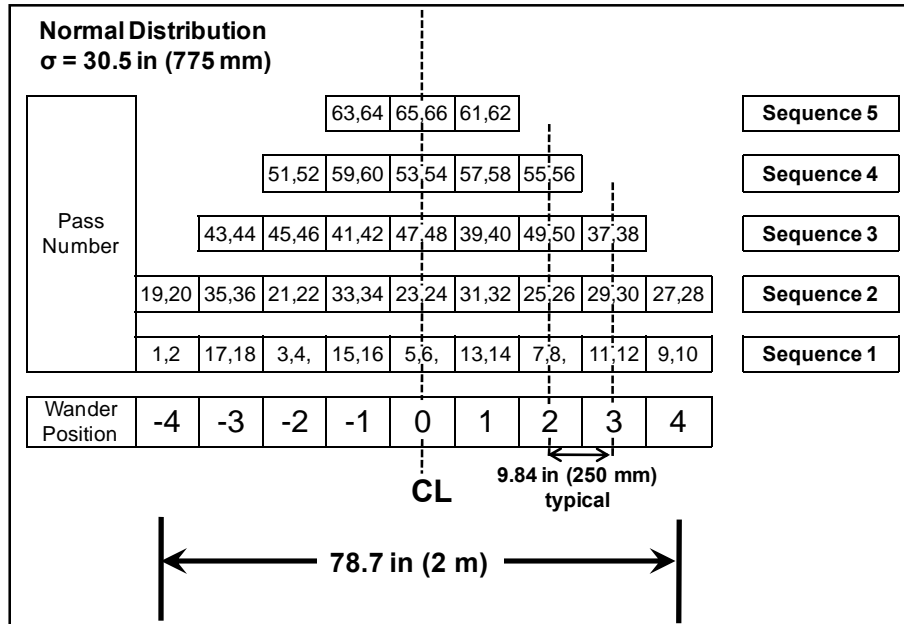 Normal Distribution
σ = 30.5 in (775 mm)
63,64 65,66 61,62 Sequence 5
51,52 59,60 53,54 57,58 55,56 Sequence 4
Pass
Number
43,44 45,46 41,42 47,48 39,40 49,50 37,38 Sequence 3
19,20 35,36 21,22 33,34 23,24 31,32 25,26 29,30 27,28 Sequence 2
1,2 17,18 3,4, 15,16 5,6, 13,14 7,8, 11,12 9,10 Sequence 1
Wander
Position
-4 -3 -2 -1 0 1 2 3 4
9.84 in (250 mm)
typical
CL
78.7 in (2 m)